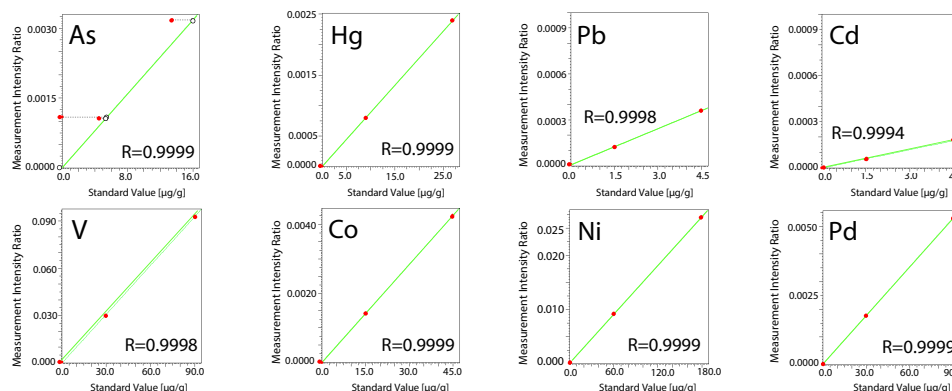 As
Measurement Intensity Ratio
0.0030
0.0015
0.0000
0.0
6.0
16.0
R=0.9999
Standard Value [µg/g]
Hg
Measurement Intensity Ratio
0.0025
0.0015
0.0005
0.0000
0.0
5.0
15.0
25.0
R=0.9999
Standard Value [µg/g]
Pb
Measurement Intensity Ratio
0.0009
0.0006
0.0003
0.0000
0.0
1.5
3.0
4.5
R=0.9998
Standard Value [µg/g]
Cd
Measurement Intensity Ratio
0.0009
0.0006
0.0003
0.0000
0.0
1.5
3.0
R=0.9994
Standard Value [µg/g]
V
Measurement Intensity Ratio
0.090
0.060
0.030
0.000
0.0
30.0
60.0
90.0
R=0.9998
Standard Value [µg/g]
Co
Measurement Intensity Ratio
0.0040
0.0020
0.0000
0.0
15.0
30.0
45.0
R=0.9999
Standard Value [µg/g]
Ni
Measurement Intensity Ratio
0.025
0.010
0.000
0.0
60.0
120.0
180.0
R=0.9999
Standard Value [µg/g]
Pd
Measurement Intensity Ratio
0.0050
0.0025
0.0000
0.0
30.0
60.0
R=0.9999
Standard Value [µg/g]